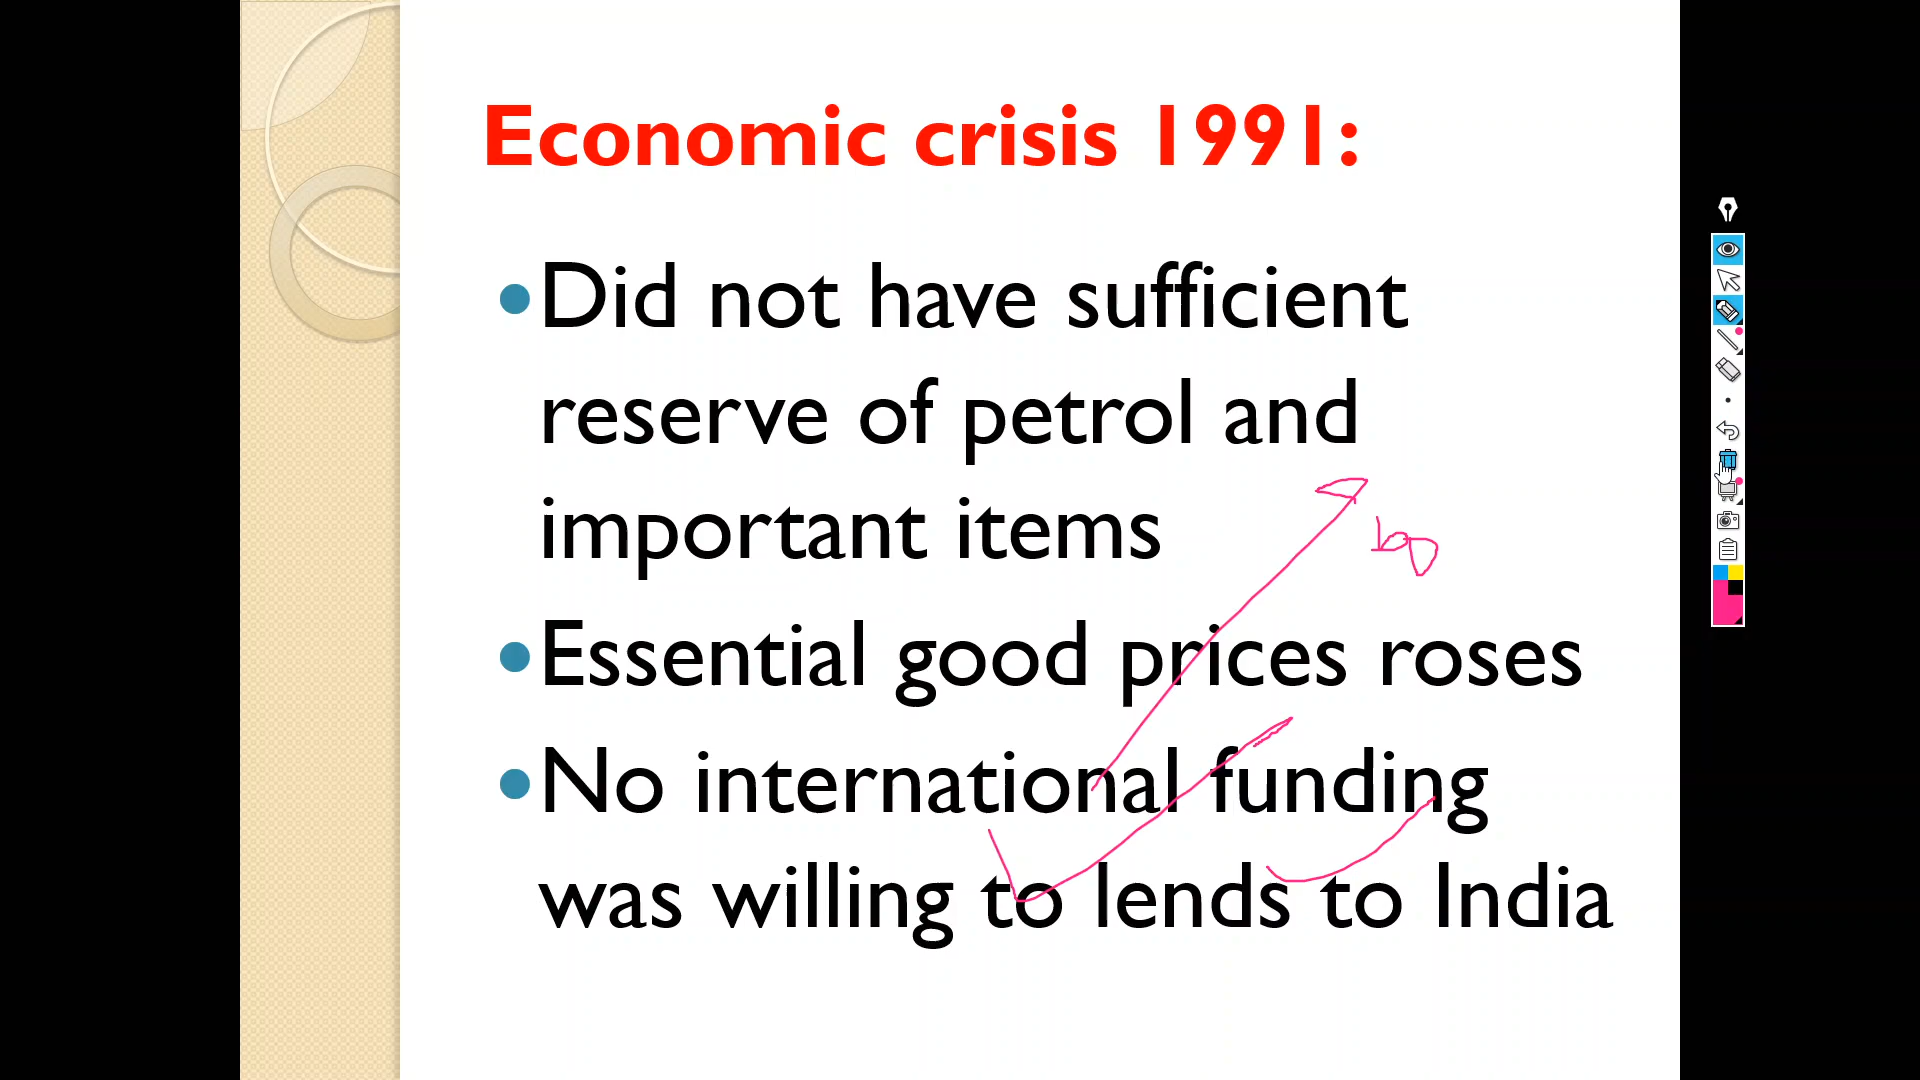 Economic crisis 1991:
•Did not have sufficient
reserve of petrol and
important items
•Essential good prices roses
•No international funding
was willing to lends to India